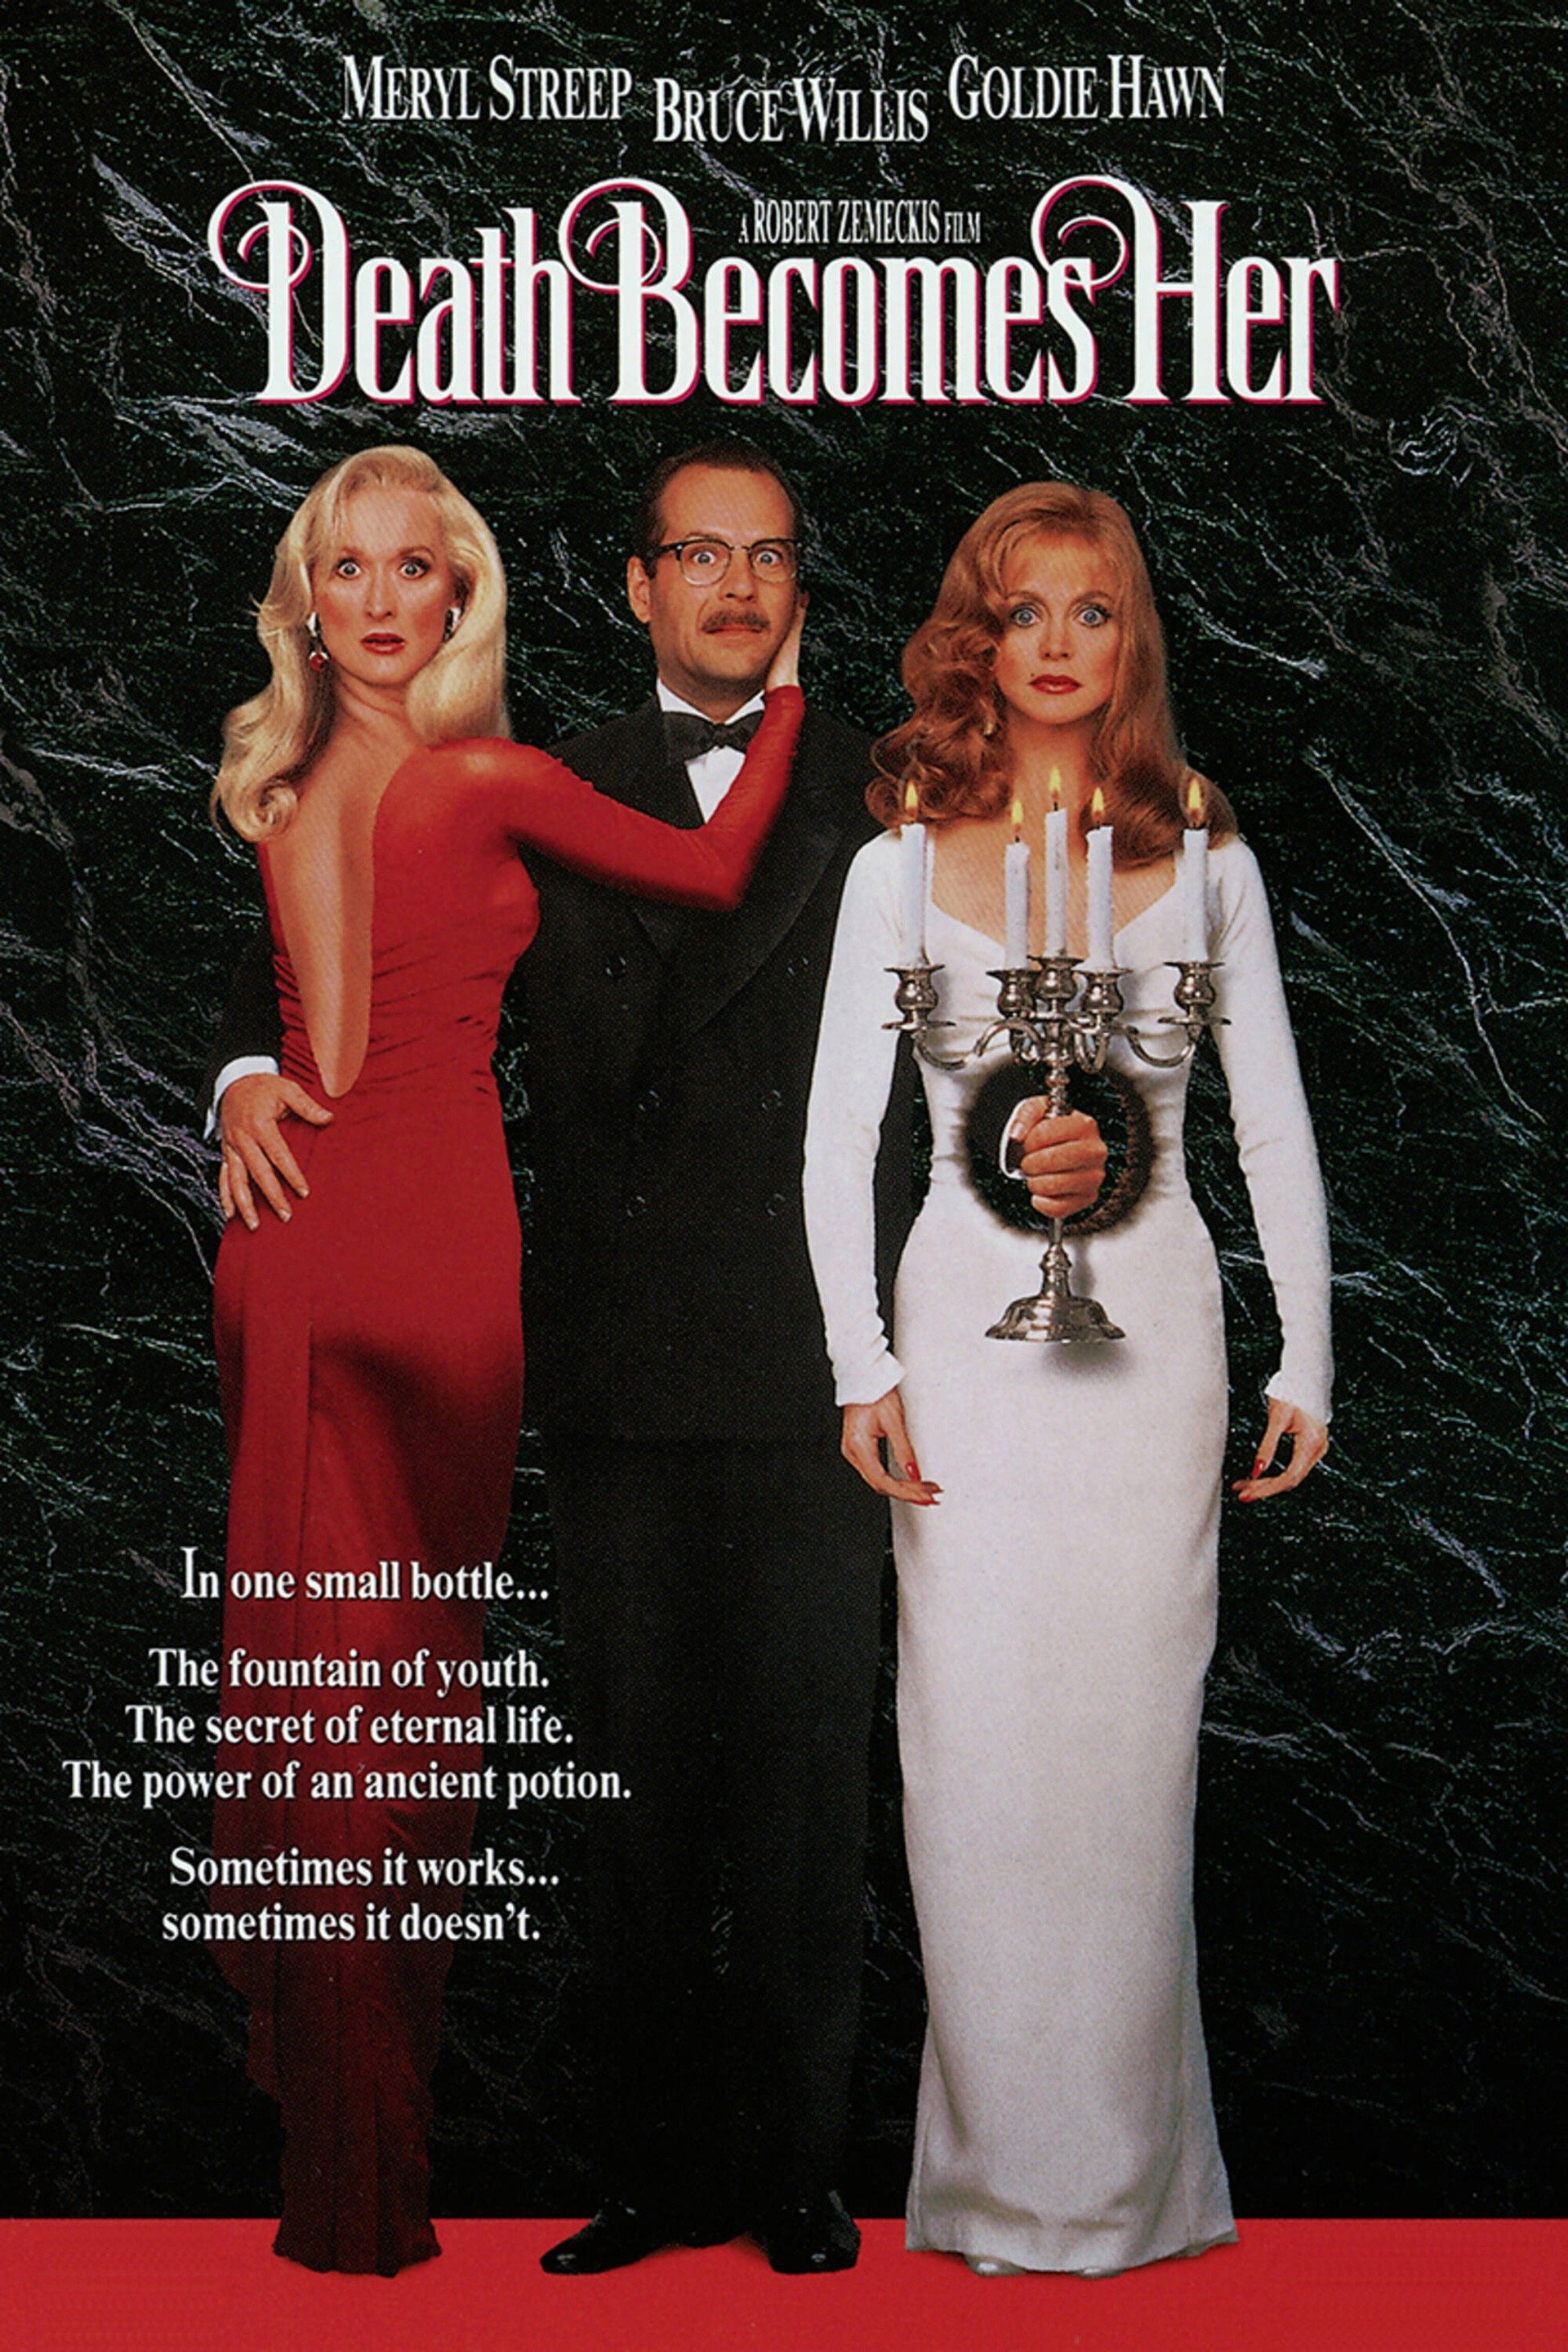 MERYL STREEP BRUCE WILLIS GOLDIE HAWN
A ROBERT ZEMECKIS FILM
Death Becomes Her
In one small bottle...
The fountain of youth.
The secret of eternal life.
The power of an ancient potion.
Sometimes it works...
sometimes it doesn't.